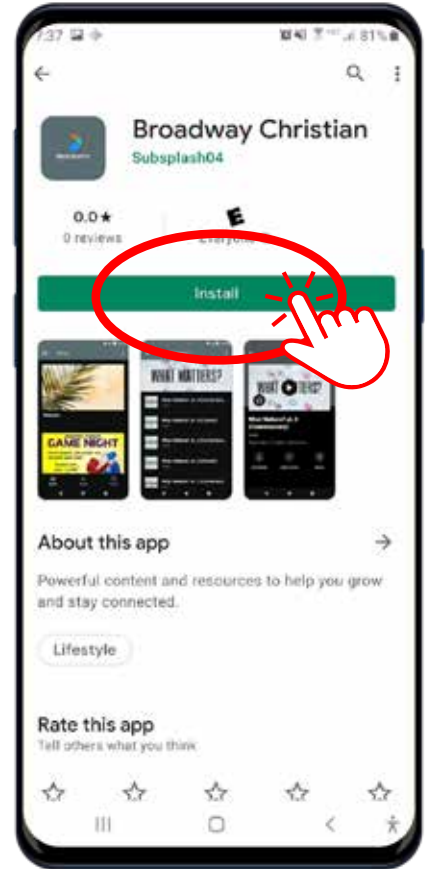 7:37 81%
Broadway Christian
Subsplash04
0.0★ E
0 reviews Everyone
Install
WHAT MATTERS?
WHAT MATTERS?
GAME NIGHT
About this app →
Powerful content and resources to help you grow
and stay connected.
Lifestyle
Rate this app
Tell others what you think